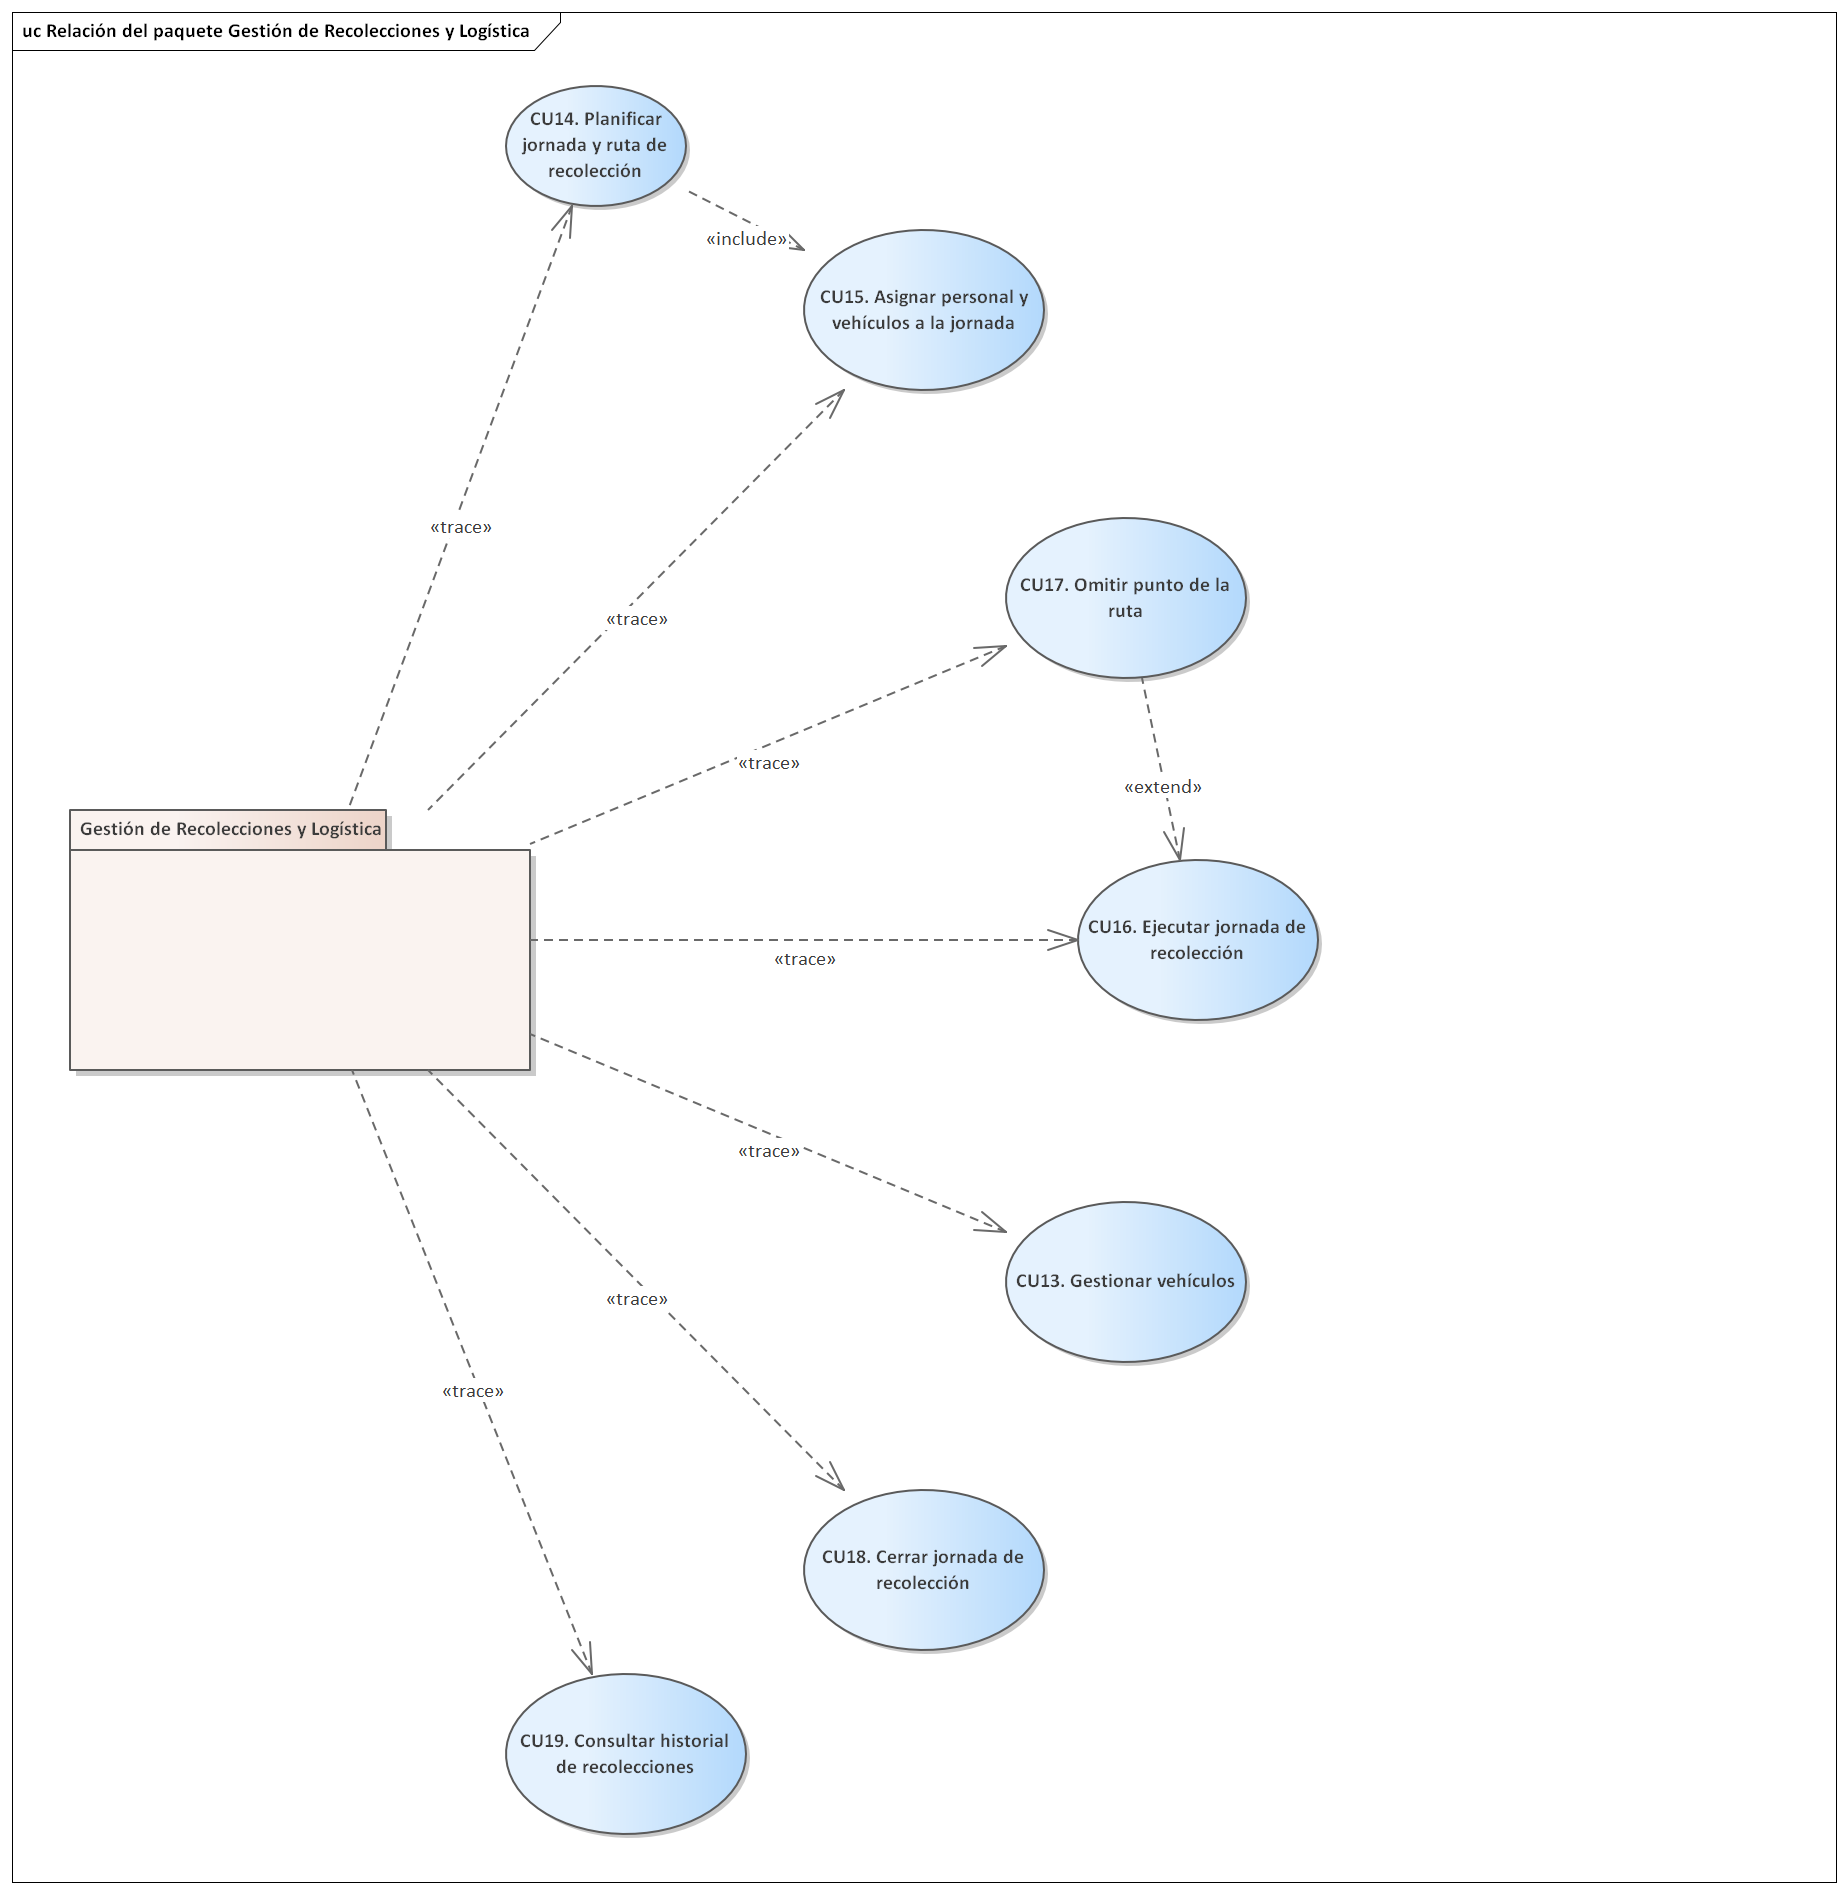 uc Relación del paquete Gestión de Recolecciones y Logística
CU14. Planificar
jornada y ruta de
recolección
«include»
CU15. Asignar personal y
vehículos a la jornada
«trace»
«trace»
CU17. Omitir punto de la
ruta
«trace»
«extend»
Gestión de Recolecciones y Logística
CU16. Ejecutar jornada de
recolección
«trace»
«trace»
CU13. Gestionar vehículos
«trace»
«trace»
CU18. Cerrar jornada de
recolección
CU19. Consultar historial
de recolecciones